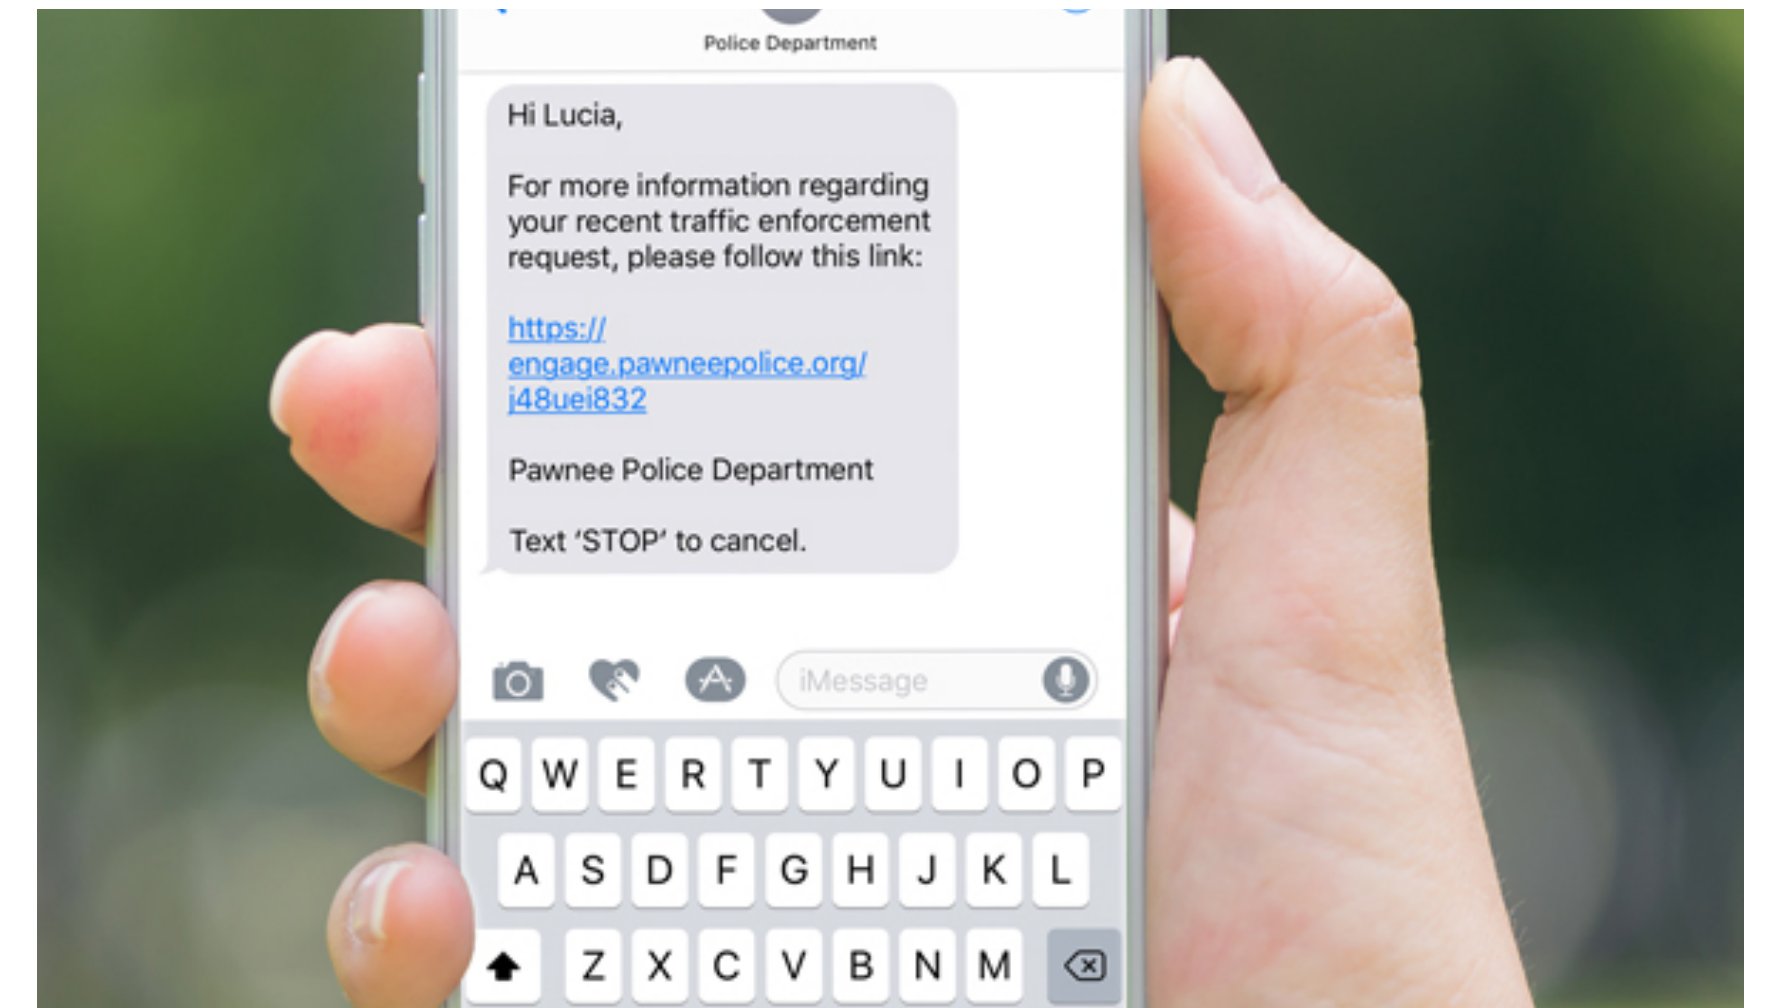 Police Department
Hi Lucia,
For more information regarding
your recent traffic enforcement
request, please follow this link:
https://
engage.pawneepolice.org/
j48uei832
Pawnee Police Department
Text ‘STOP’ to cancel.
iMessage
Q W E R T Y U I O P
A S D F G H J K L
Z X C V B N M